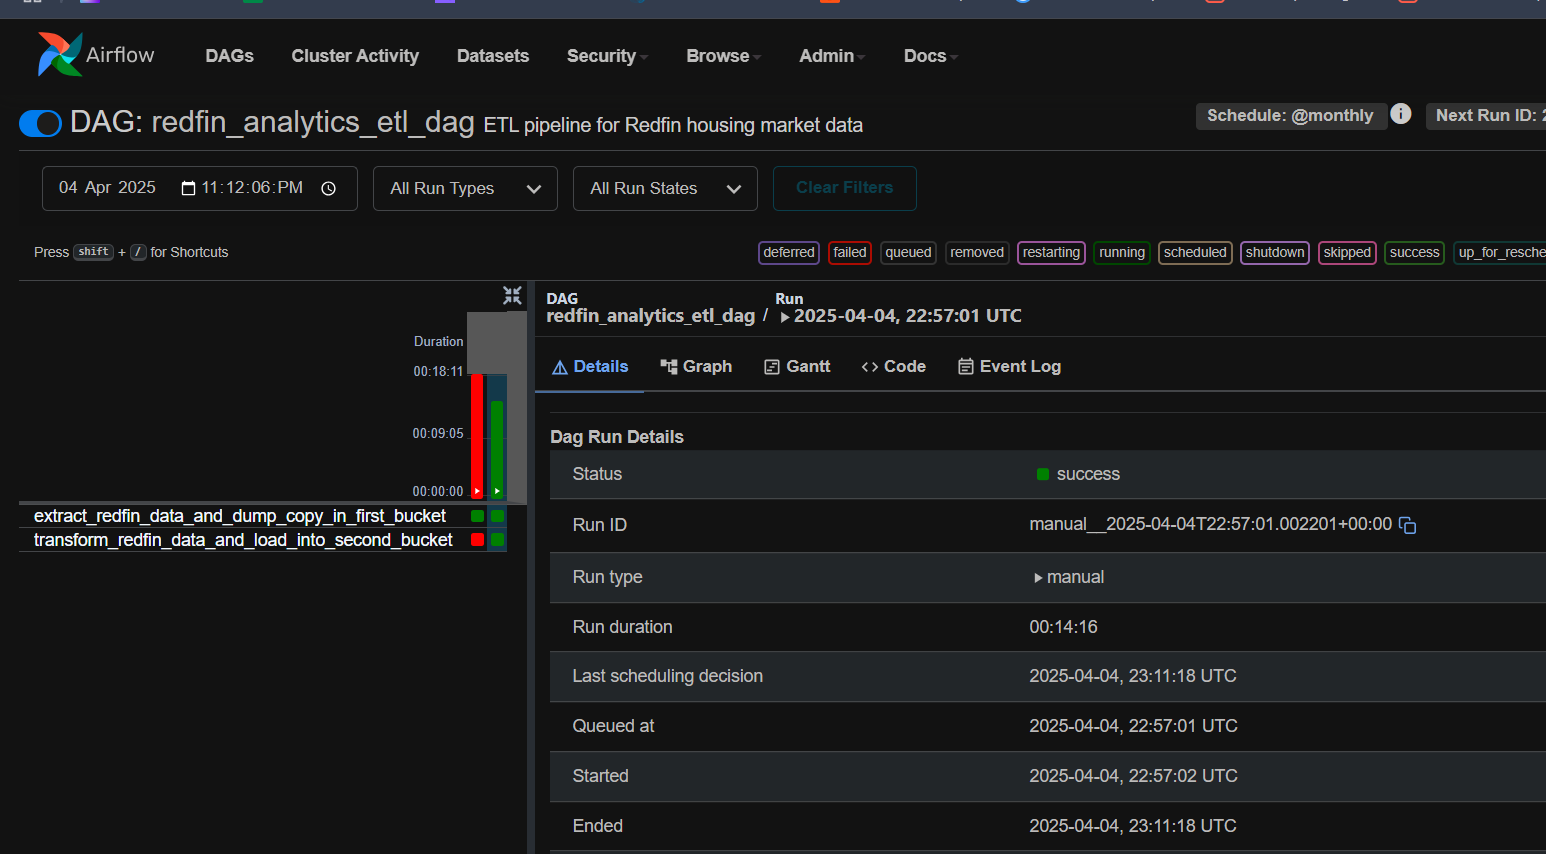 Airflow
DAGs
Cluster Activity
Datasets
Security
Browse
Admin
Docs
DAG: redfin_analytics_etl_dag ETL pipeline for Redfin housing market data
Schedule: @monthly
Next Run ID:
04 Apr 2025 11:12:06:PM
All Run Types
All Run States
Clear Filters
Press shift + / for Shortcuts
deferred
failed
queued
removed
restarting
running
scheduled
shutdown
skipped
success
up_for_resche
Duration
00:18:11
00:09:05
00:00:00
extract_redfin_data_and_dump_copy_in_first_bucket
transform_redfin_data_and_load_into_second_bucket
DAG
redfin_analytics_etl_dag /
Run
2025-04-04, 22:57:01 UTC
Details
Graph
Gantt
Code
Event Log
Dag Run Details
Status success
Run ID manual__2025-04-04T22:57:01.002201+00:00
Run type manual
Run duration 00:14:16
Last scheduling decision 2025-04-04, 23:11:18 UTC
Queued at 2025-04-04, 22:57:01 UTC
Started 2025-04-04, 22:57:02 UTC
Ended 2025-04-04, 23:11:18 UTC